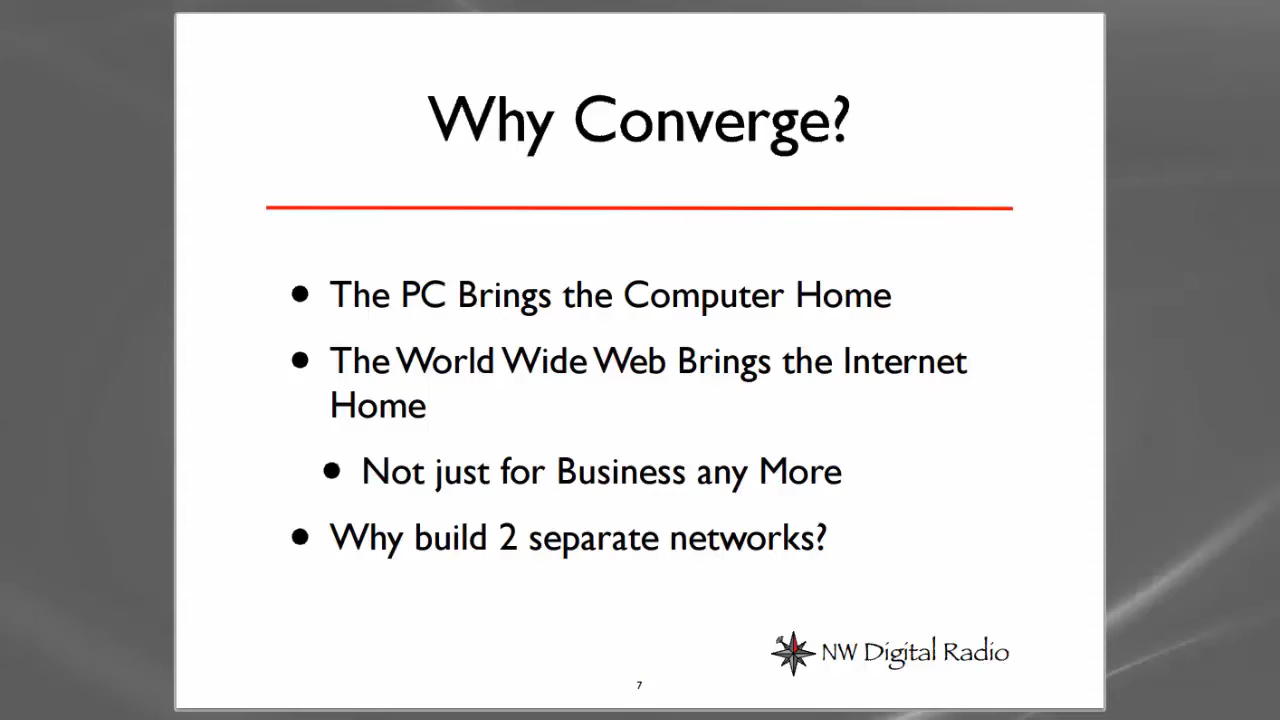 Why Converge?
• The PC Brings the Computer Home
• The World Wide Web Brings the Internet
Home
• Not just for Business any More
• Why build 2 separate networks?
NW Digital Radio
7